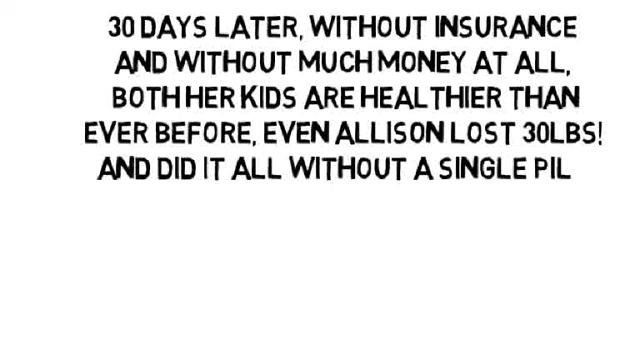 30 DAYS LATER, WITHOUT INSURANCE
AND WITHOUT MUCH MONEY AT ALL,
BOTH HER KIDS ARE HEALTHIER THAN
EVER BEFORE, EVEN ALLISON LOST 30LBS!
AND DID IT ALL WITHOUT A SINGLE PIL